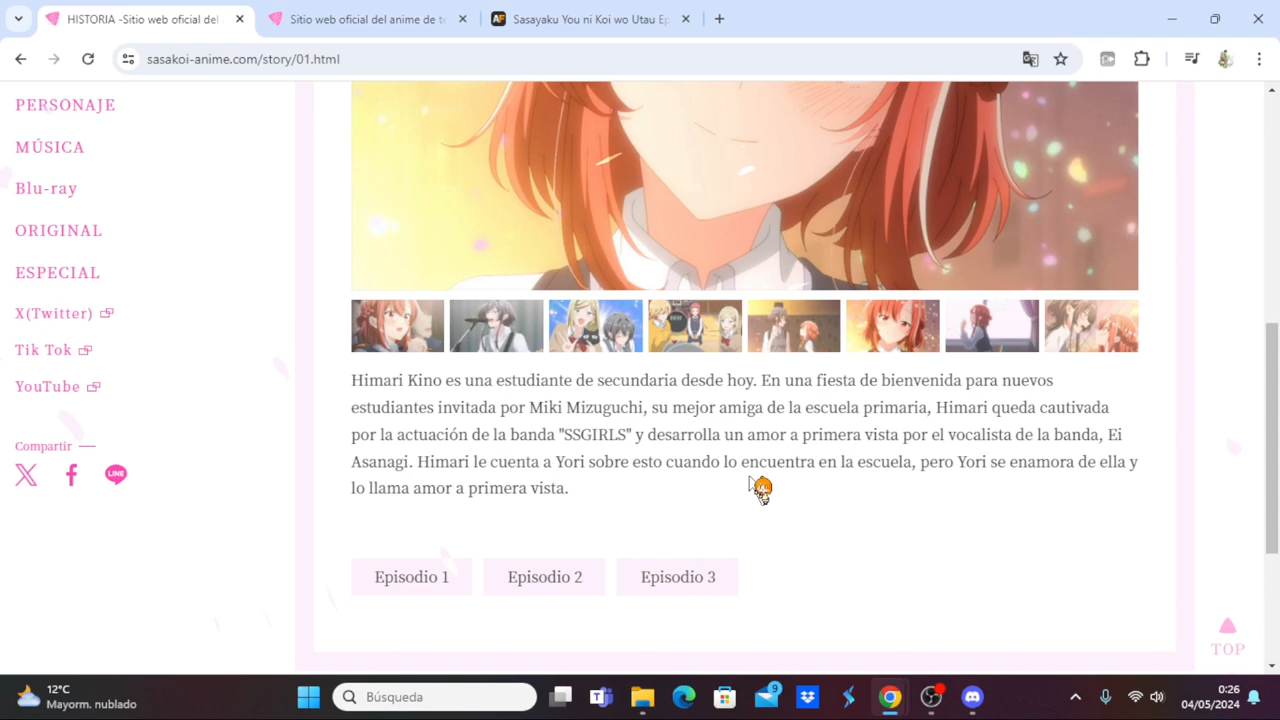 HISTORIA -Sitio web oficial del
Sitio web oficial del anime de te
AF
Sasayaku You ni Koi wo Utau Ep
sasakoi-anime.com/story/01.html
PERSONAJE
MÚSICA
Blu-ray
ORIGINAL
ESPECIAL
X(Twitter)
Tik Tok
YouTube
Compartir
LINE
Himari Kino es una estudiante de secundaria desde hoy. En una fiesta de bienvenida para nuevos
estudiantes invitada por Miki Mizuguchi, su mejor amiga de la escuela primaria, Himari queda cautivada
por la actuación de la banda "SSGIRLS" y desarrolla un amor a primera vista por el vocalista de la banda, Ei
Asanagi. Himari le cuenta a Yori sobre esto cuando lo encuentra en la escuela, pero Yori se enamora de ella y
lo llama amor a primera vista.
Episodio 1
Episodio 2
Episodio 3
TOP
12°C
Mayorm. nublado
Búsqueda
9
0:26
04/05/2024